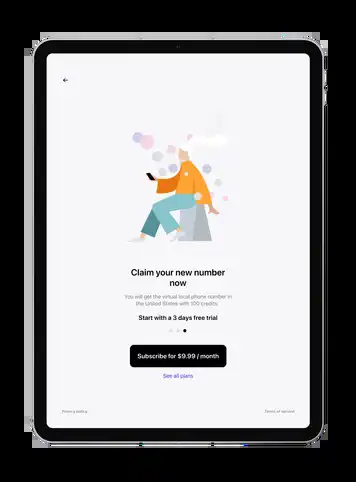 Claim your new number
now
You will get the virtual local phone number in
the United States with 100 credits.
Start with a 3 days free trial
Subscribe for $9.99 / month
See all plans
Privacy policy
Terms of service